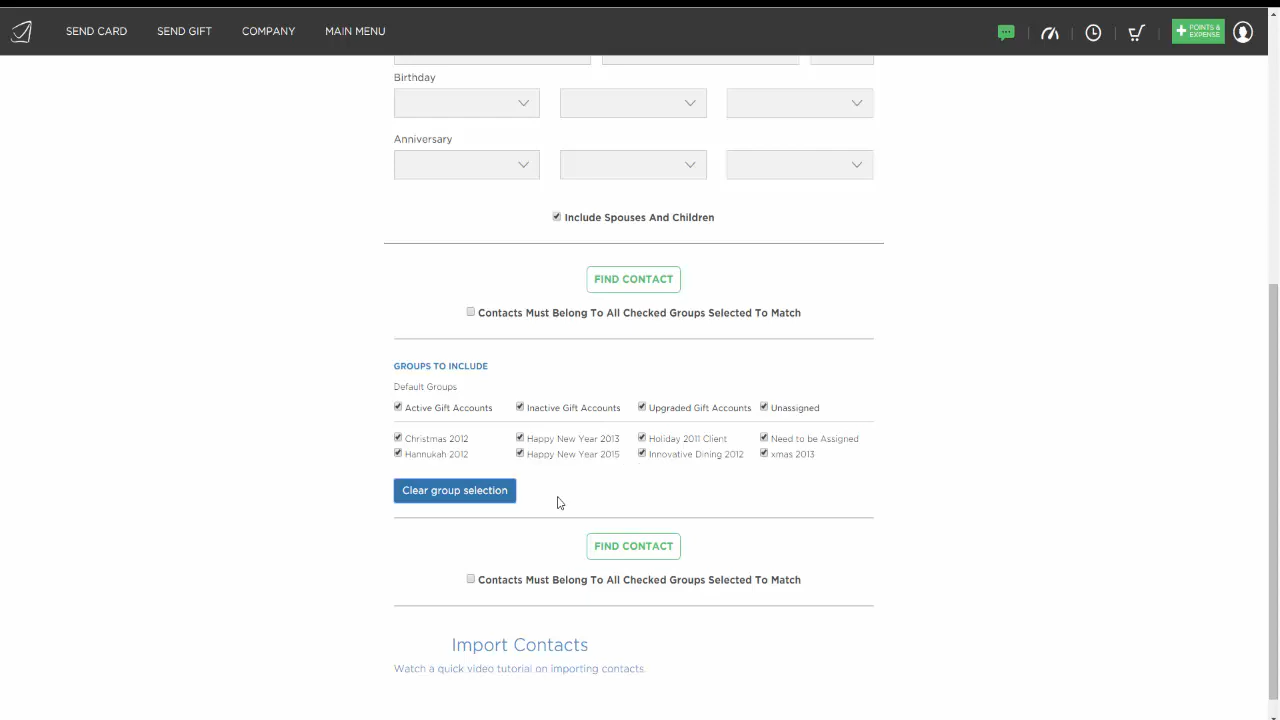 SEND CARD SEND GIFT COMPANY MAIN MENU POINTS & EXPENSE
Birthday
Anniversary
Include Spouses And Children
FIND CONTACT
Contacts Must Belong To All Checked Groups Selected To Match
GROUPS TO INCLUDE
Default Groups
Active Gift Accounts Inactive Gift Accounts Upgraded Gift Accounts Unassigned
Christmas 2012 Happy New Year 2013 Holiday 2011 Client Need to be Assigned
Hannukah 2012 Happy New Year 2015 Innovative Dining 2012 xmas 2013
Clear group selection
FIND CONTACT
Contacts Must Belong To All Checked Groups Selected To Match
Import Contacts
Watch a quick video tutorial on importing contacts.